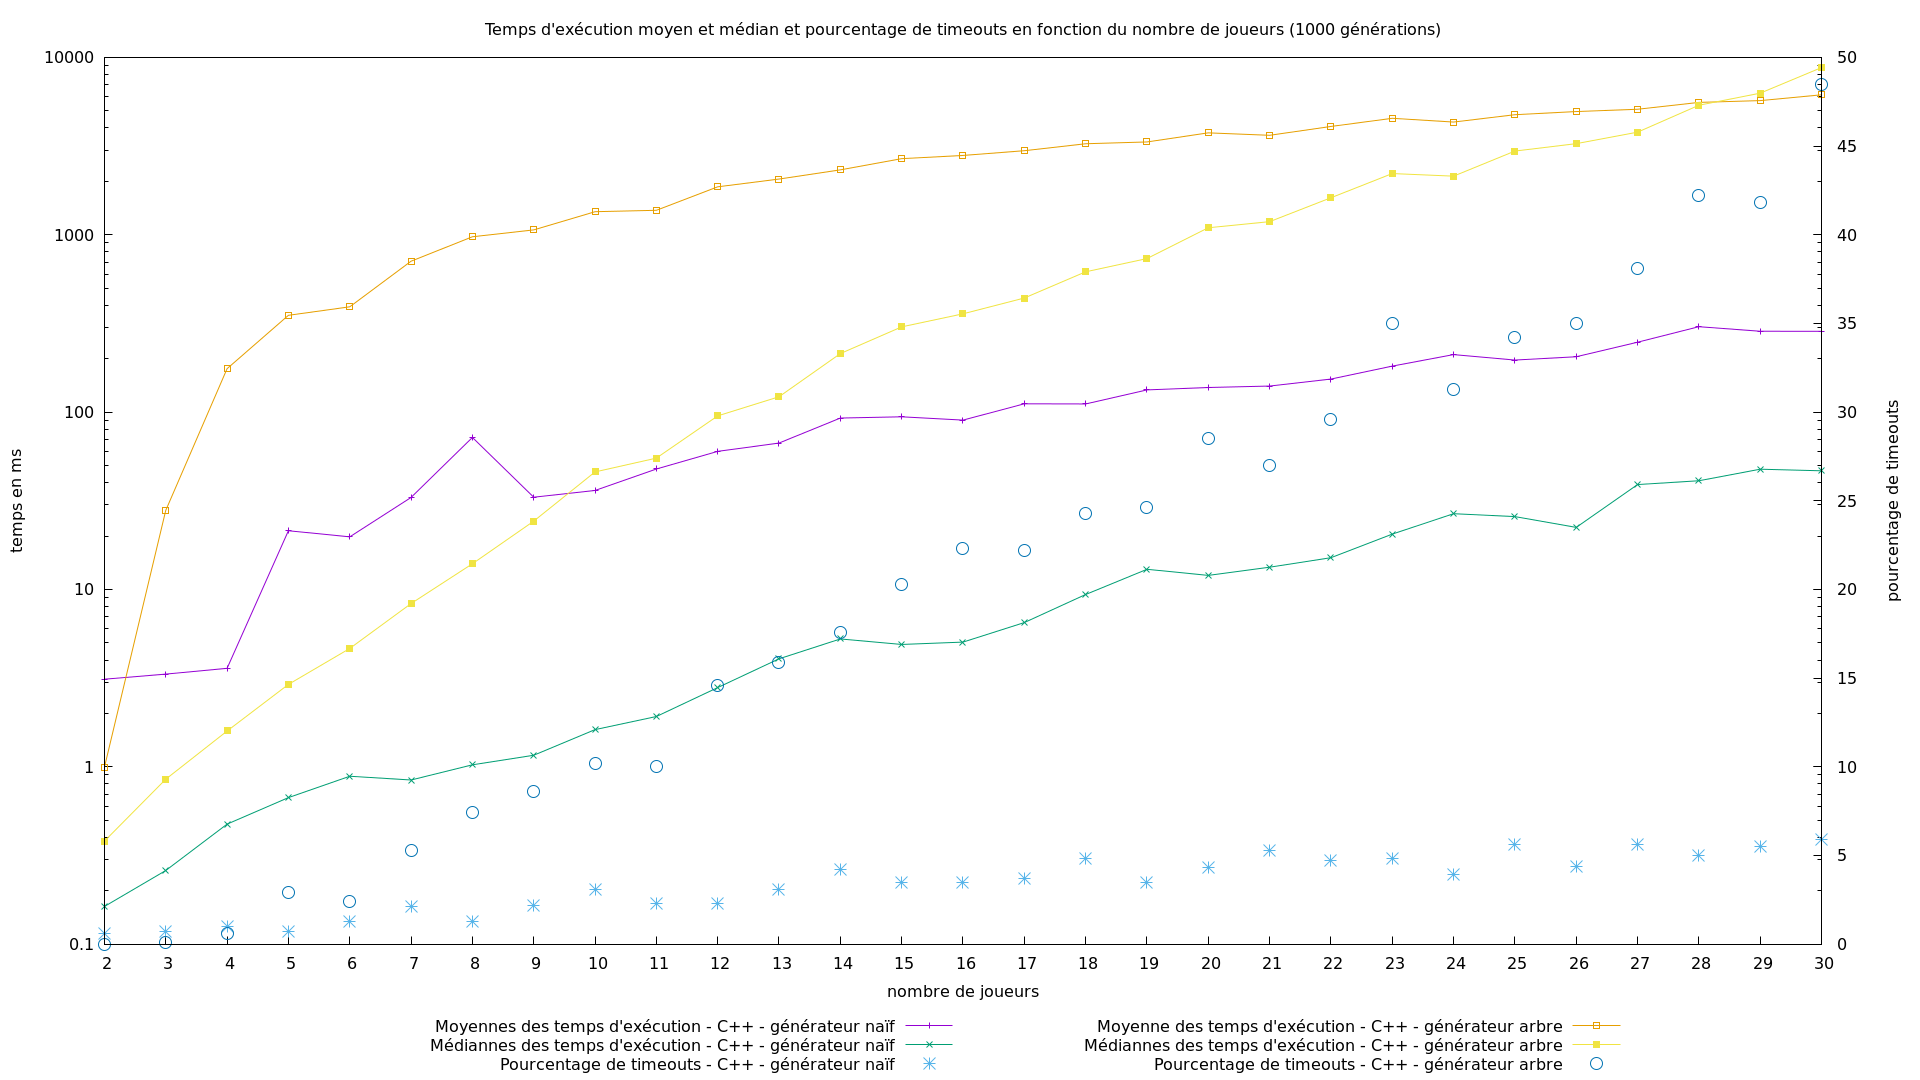 Temps d'exécution moyen et médian et pourcentage de timeouts en fonction du nombre de joueurs (1000 générations)
10000
1000
100
10
1
0.1
temps en ms
50
45
40
35
30
25
20
15
10
5
0
pourcentage de timeouts
2 3 4 5 6 7 8 9 10 11 12 13 14 15 16 17 18 19 20 21 22 23 24 25 26 27 28 29 30
nombre de joueurs
Moyennes des temps d'exécution - C++ - générateur naïf
Médiannes des temps d'exécution - C++ - générateur naïf
Pourcentage de timeouts - C++ - générateur naïf
Moyenne des temps d'exécution - C++ - générateur arbre
Médiannes des temps d'exécution - C++ - générateur arbre
Pourcentage de timeouts - C++ - générateur arbre